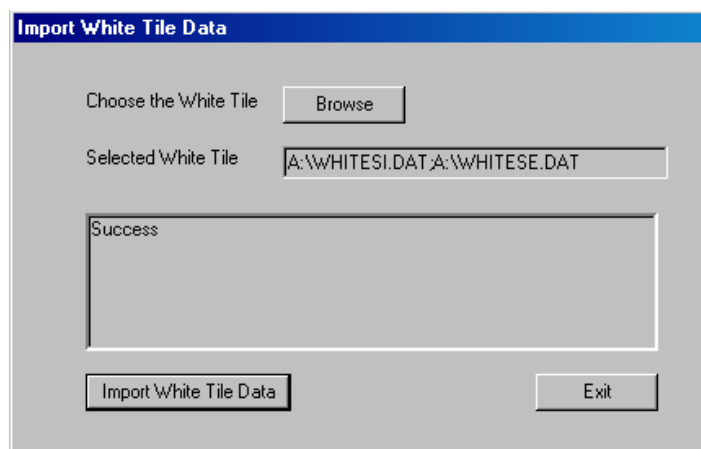 Import White Tile Data
Choose the White Tile Browse
Selected White Tile A:\WHITESI.DAT;A:\WHITESE.DAT
Success
Import White Tile Data Exit